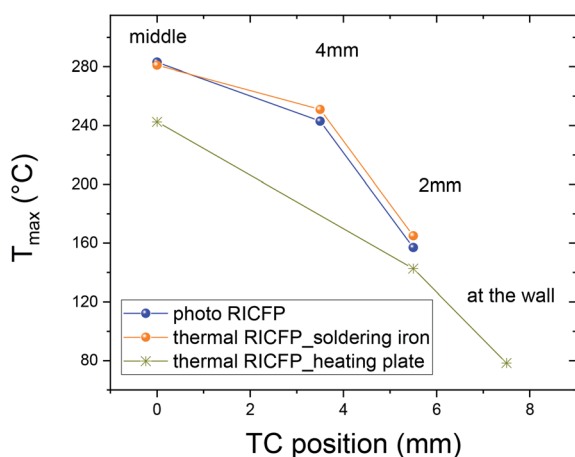 middle
4mm
2mm
at the wall
280
240
200
160
120
80
T_max (°C)
photo RICFP
thermal RICFP_soldering iron
thermal RICFP_heating plate
0 2 4 6 8
TC position (mm)